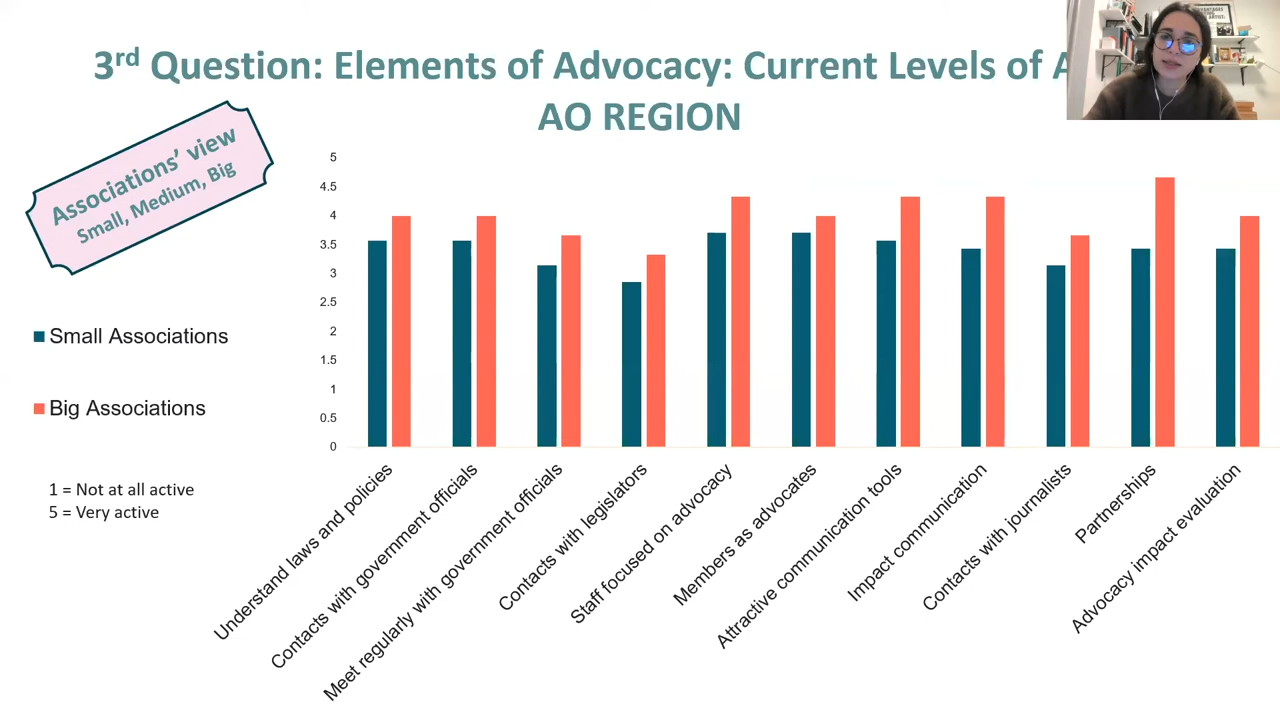 3rd Question: Elements of Advocacy: Current Levels of
AO REGION
Associations' view
Small, Medium, Big
5
4.5
4
3.5
3
2.5
2
1.5
1
0.5
0
Small Associations
Big Associations
1 = Not at all active
5 = Very active
Understand laws and policies
Contacts with government officials
Meet regularly with government officials
Contacts with legislators
Staff focused on advocacy
Members as advocates
Attractive communication tools
Impact communication
Contacts with journalists
Partnerships
Advocacy impact evaluation